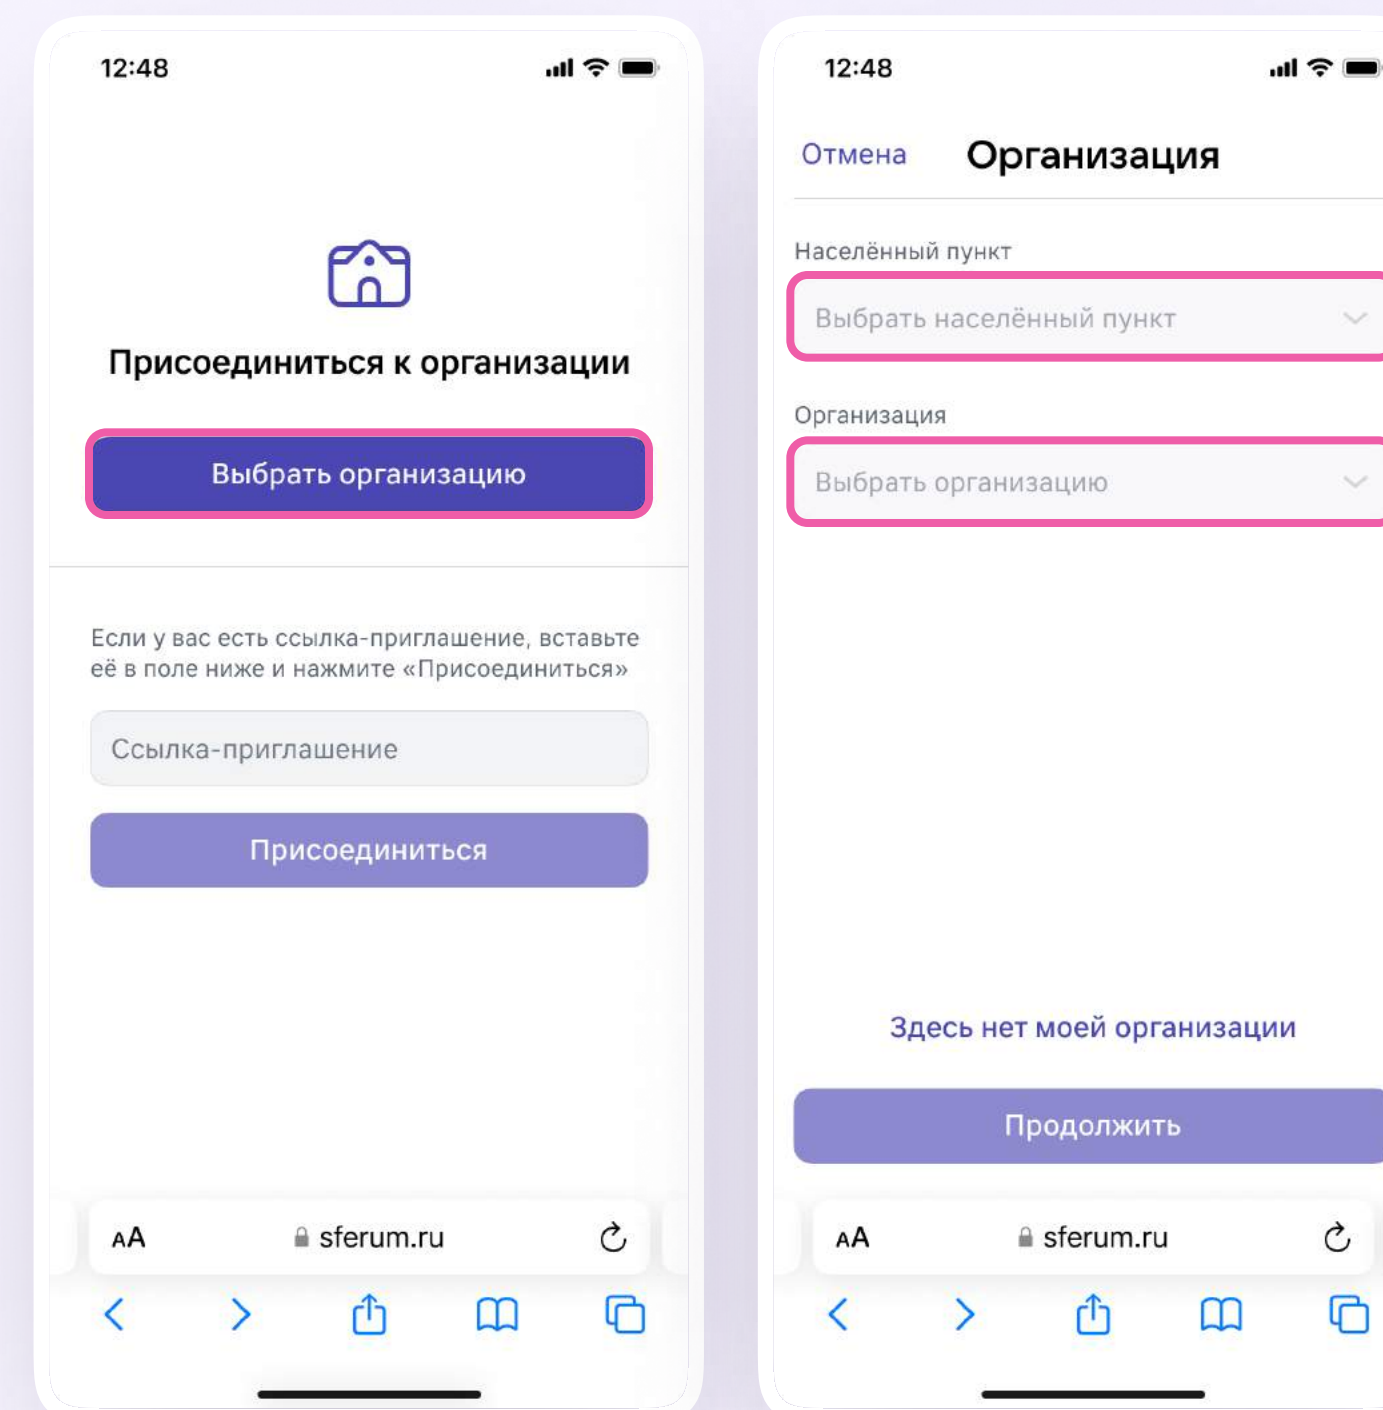 12:48
Присоединиться к организации
Выбрать организацию
Если у вас есть ссылка-приглашение, вставьте
её в поле ниже и нажмите «Присоединиться»
Ссылка-приглашение
Присоединиться
AA
sferum.ru
12:48
Отмена
Организация
Населённый пункт
Выбрать населённый пункт
Организация
Выбрать организацию
Здесь нет моей организации
Продолжить
AA
sferum.ru